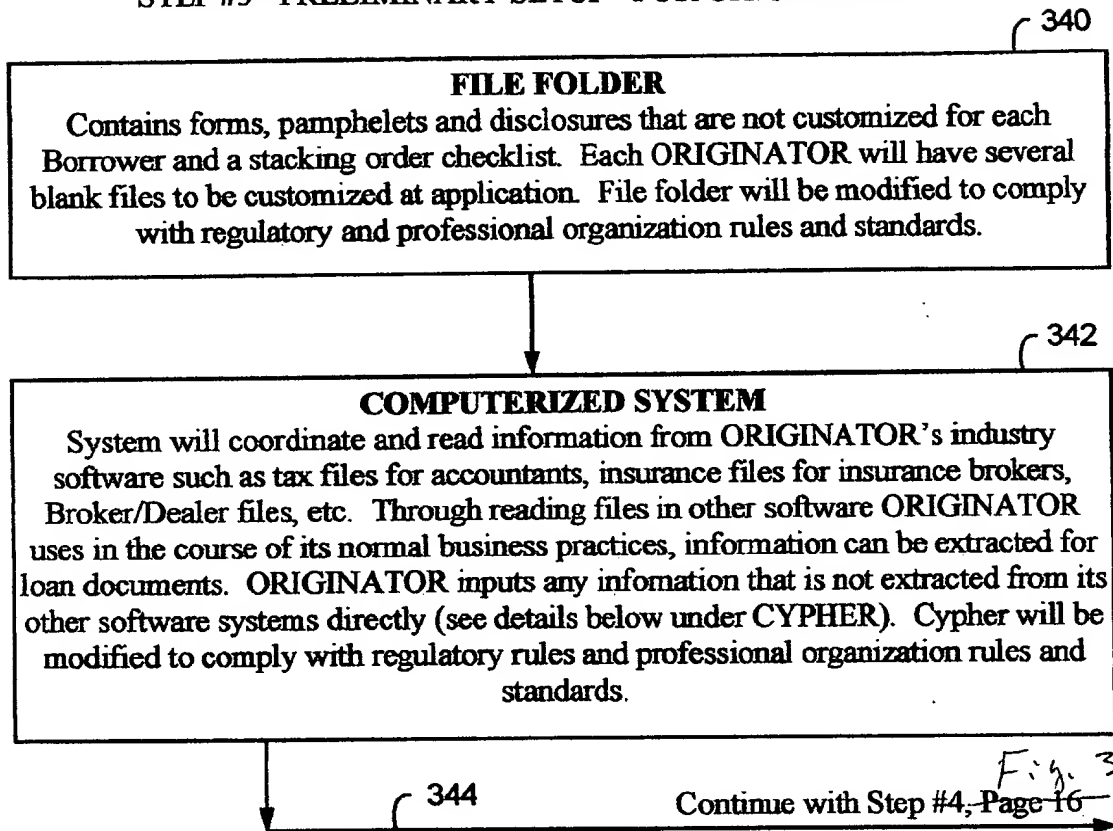 340
FILE FOLDER
Contains forms, pamphelets and disclosures that are not customized for each
Borrower and a stacking order checklist. Each ORIGINATOR will have several
blank files to be customized at application. File folder will be modified to comply
with regulatory and professional organization rules and standards.
342
COMPUTERIZED SYSTEM
System will coordinate and read information from ORIGINATOR's industry
software such as tax files for accountants, insurance files for insurance brokers,
Broker/Dealer files, etc. Through reading files in other software ORIGINATOR
uses in the course of its normal business practices, information can be extracted for
loan documents. ORIGINATOR inputs any infomation that is not extracted from its
other software systems directly (see details below under CYPHER). Cypher will be
modified to comply with regulatory rules and professional organization rules and
standards.
Fig. 3
344
Continue with Step #4, Page 16